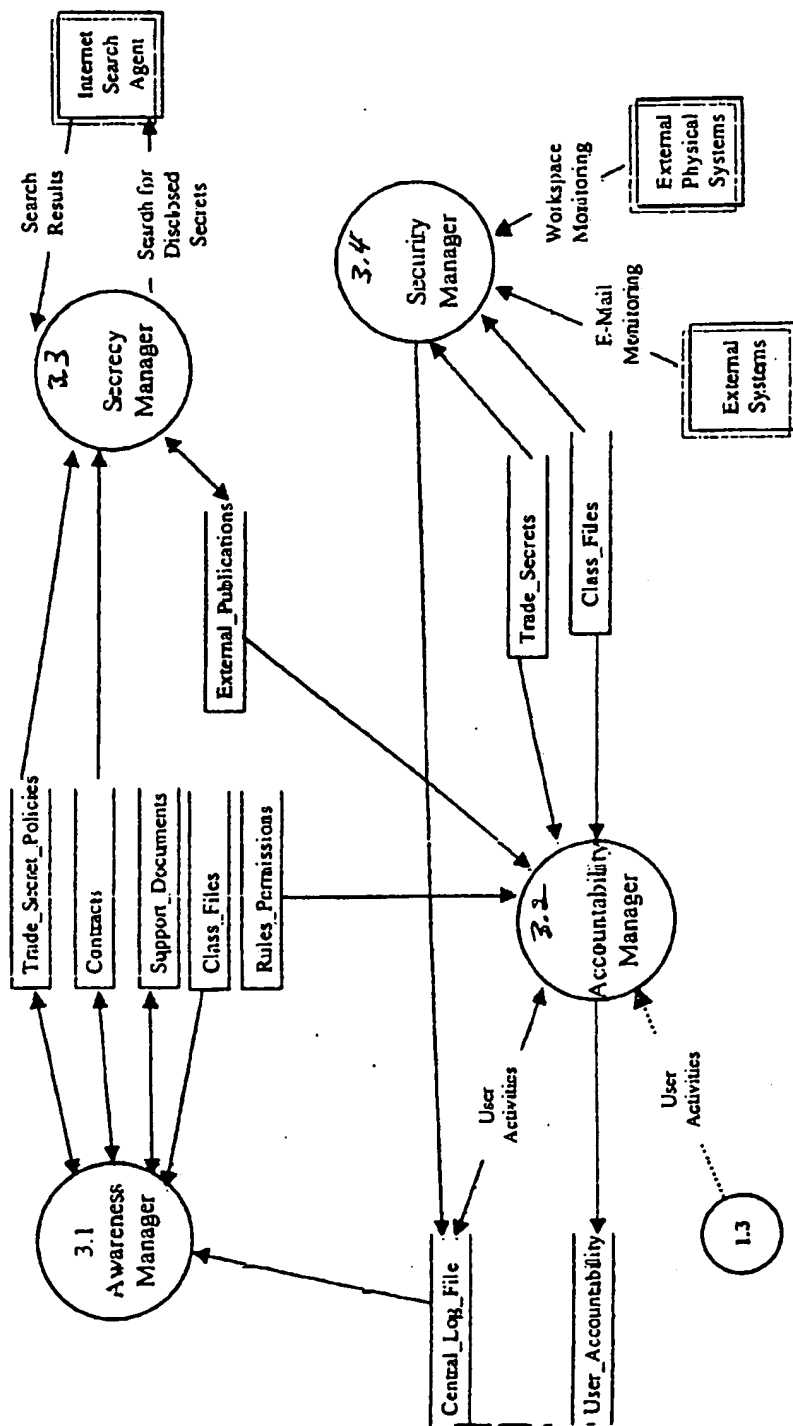 3.1
Awareness
Manager
Trade_Secret_Policies
Contracts
Support_Documents
Class_Files
Rules_Permissions
3.3
Secrecy
Manager
Search
Results
Search for
Disclosed
Secrets
Internet
Search
Agent
External_Publications
Central_Log_File
User
Activities
3.2
Accountability
Manager
Trade_Secrets
Class_Files
3.4
Security
Manager
Workspace
Monitoring
E-Mail
Monitoring
External
Physical
Systems
External
Systems
User_Accountability
User
Activities
1.3